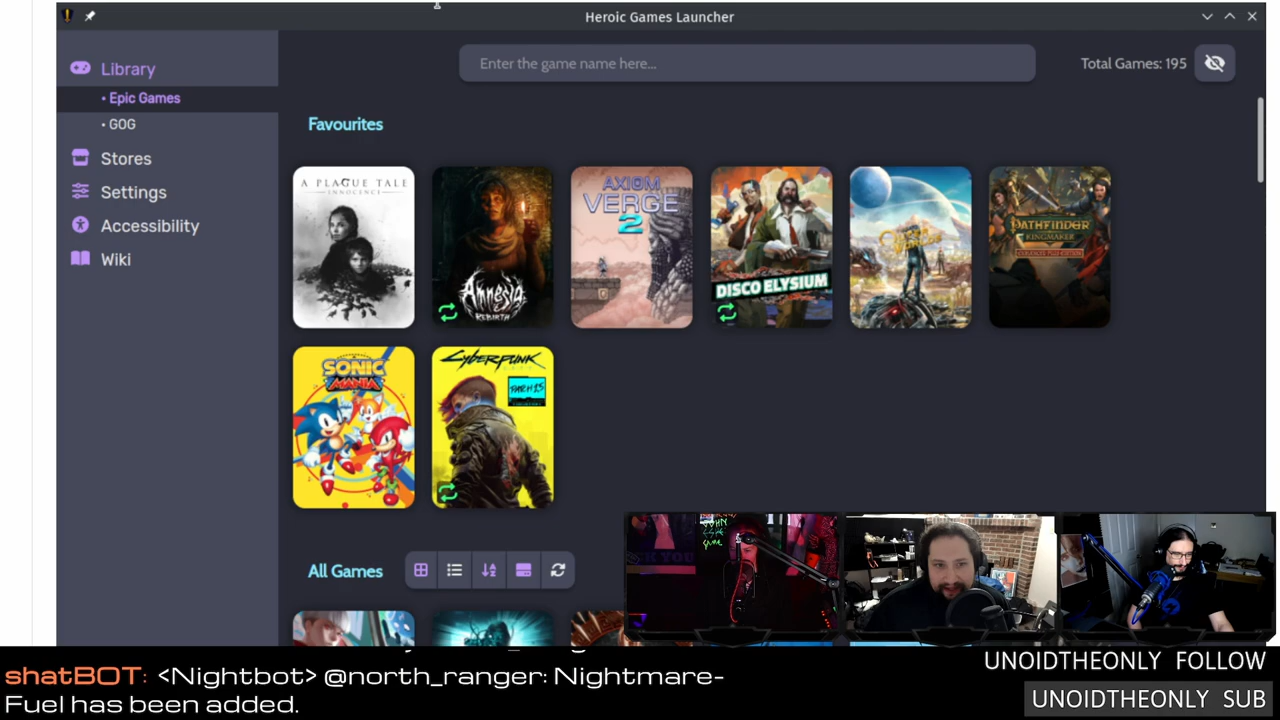 Heroic Games Launcher
Library
• Epic Games
• GOG
Stores
Settings
Accessibility
Wiki
Enter the game name here...
Total Games: 195
Favourites
A PLAGUE TALE
INNOCENCE
Amnesia
REBIRTH
AXIOM
VERGE
2
DISCO ELYSIUM
PATHFINDER
KINGMAKER
SONIC
MANIA
CYBERPUNK
All Games
shatBOT: <Nightbot> @north_ranger: Nightmare-
Fuel has been added.
UNOIDTHEONLY FOLLOW
UNOIDTHEONLY SUB